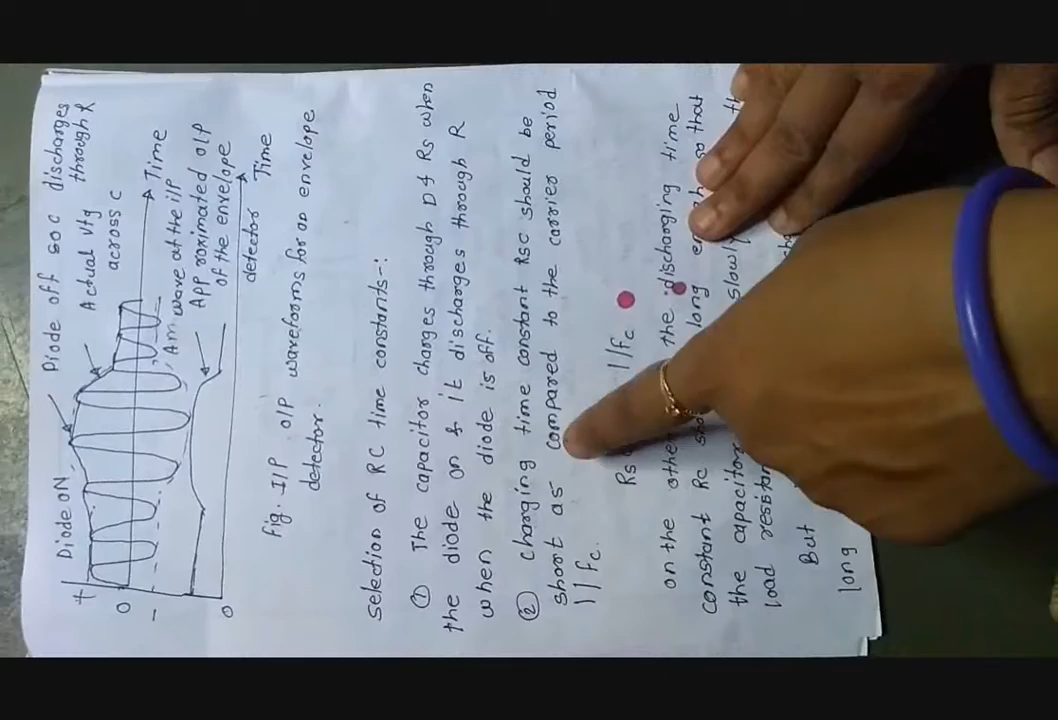 Diode ON
Diode off so c discharges
through R
Actual vtg
across c
+
0
-
Time
Am. wave at the i/P
APP roximated O/P
of the envelope
detector
0
Time
Fig. I/P O/P waveforms for an envelope
detector.
selection of RC time constants-:
① The capacitor charges through D & Rs when
the diode on & it discharges through R
when the diode is off.
② charging time constant Rsc should be
short as compared to the carrier period
1/fc.
Rs 1/fc
on the other the discharging time
constant Rc long so that
the capacitor slowly
load
But
long